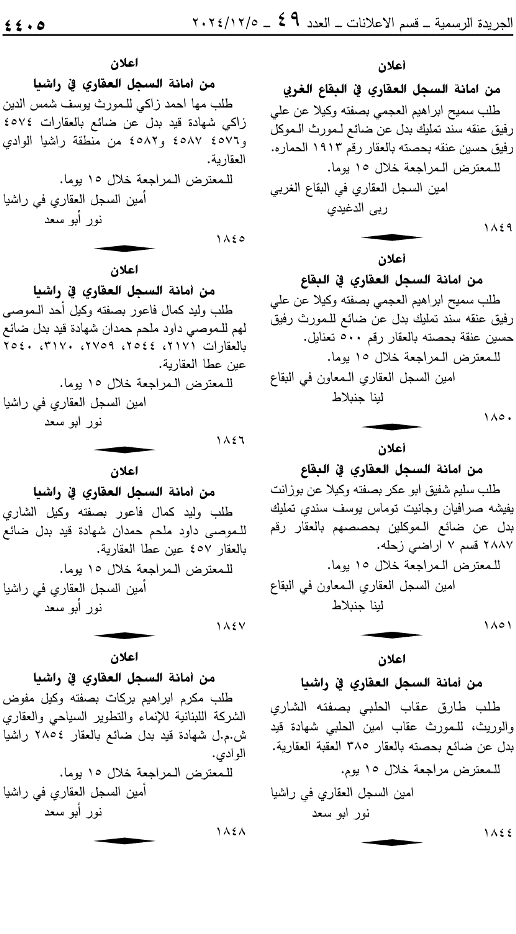 الجريدة الرسمية ــ قسم الاعلانات ــ العدد ٤٩ ــ ٢٠٢٤/١٢/٥
٤٤٠٥
أعلان
من امانة السجل العقاري في البقاع الغربي
طلب سميح ابراهيم العجمي بصفته وكيلا عن علي
رفيق عنقه سند تمليك بدل عن ضائع لمورث الموكل
رفيق حسين عنقه بحصته بالعقار رقم ١٩١٣ الحماره.
للمعترض المراجعة خلال ١٥ يوما.
امين السجل العقاري في البقاع الغربي
ربى الدغيدي
١٨٤٩
اعلان
من امانة السجل العقاري في البقاع
طلب سميح ابراهيم العجمي بصفته وكيلا عن علي
رفيق عنقه سند تمليك بدل عن ضائع للمورث رفيق
حسين عنقة بحصته بالعقار رقم ٥٠٠ تعنايل.
للمعترض المراجعة خلال ١٥ يوما.
امين السجل العقاري المعاون في البقاع
لينا جنبلاط
١٨٥٠
أعلان
من امانة السجل العقاري في البقاع
طلب سليم شفيق ابو عكر بصفته وكيلا عن بوزانت
يفيشه صرافيان وجانيت توماس يوسف سندي تمليك
بدل عن ضائع الموكلين بحصصهم بالعقار رقم
٢٨٨٧ قسم ٧ اراضي زحله.
للمعترض المراجعة خلال ١٥ يوما.
امين السجل العقاري المعاون في البقاع
لينا جنبلاط
١٨٥١
اعلان
من أمانة السجل العقاري في راشيا
طلب طارق عقاب الحلبي بصفته الشاري
والوريث، للمورث عقاب امين الحلبي شهادة قيد
بدل عن ضائع بحصته بالعقار ٣٨٥ العقبة العقارية.
للمعترض مراجعة خلال ١٥ يوم.
امين السجل العقاري في راشيا
نور ابو سعد
١٨٤٤
اعلان
من أمانة السجل العقاري في راشيا
طلب مها احمد زاكي للمورث يوسف شمس الدين
زاكي شهادة قيد بدل عن ضائع بالعقارات ٤٥٧٤
و٤٥٧٦ ٤٥٨٧ و٤٥٨٢ من منطقة راشيا الوادي
العقارية.
للمعترض المراجعة خلال ١٥ يوما.
أمين السجل العقاري في راشيا
نور أبو سعد
١٨٤٥
اعلان
من أمانة السجل العقاري في راشيا
طلب وليد كمال فاعور بصفته وكيل أحد الموصى
لهم للموصي داود ملحم حمدان شهادة قيد بدل ضائع
بالعقارات ٢١٧١، ٢٥٤٤، ٢٧٥٩، ٣١٧٠، ٢٥٤٠
عين عطا العقارية.
للمعترض المراجعة خلال ١٥ يوما.
امين السجل العقاري في راشيا
نور ابو سعد
١٨٤٦
اعلان
من أمانة السجل العقاري في راشيا
طلب وليد كمال فاعور بصفته وكيل الشاري
للموصى داود ملحم حمدان شهادة قيد بدل ضائع
بالعقار ٤٥٧ عين عطا العقارية.
للمعترض المراجعة خلال ١٥ يوما.
أمين السجل العقاري في راشيا
نور أبو سعد
١٨٤٧
اعلان
من أمانة السجل العقاري في راشيا
طلب مكرم ابراهيم بركات بصفته وكيل مفوض
الشركة اللبنانية للإنماء والتطوير السياحي والعقاري
ش.م.ل شهادة قيد بدل ضائع بالعقار ٢٨٥٤ راشيا
الوادي.
للمعترض المراجعة خلال ١٥ يوما.
أمين السجل العقاري في راشيا
نور أبو سعد
١٨٤٨